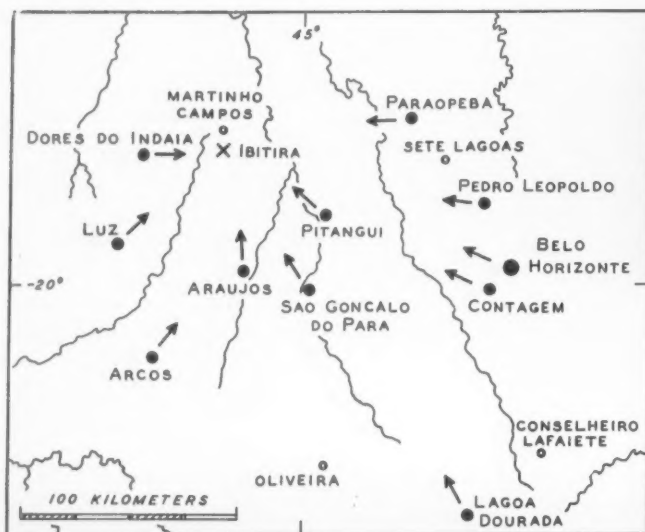 45°
MARTINHO
CAMPOS
PARAOPEBA
DORES DO INDAIA
IBITIRA
SETE LAGOAS
PEDRO LEOPOLDO
LUZ
PITANGUI
BELO
HORIZONTE
-20°
ARAUJOS
SAO GONCALO
DO PARA
CONTAGEM
ARCOS
CONSELHEIRO
LAFAIETE
OLIVEIRA
100 KILOMETERS
LAGOA
DOURADA